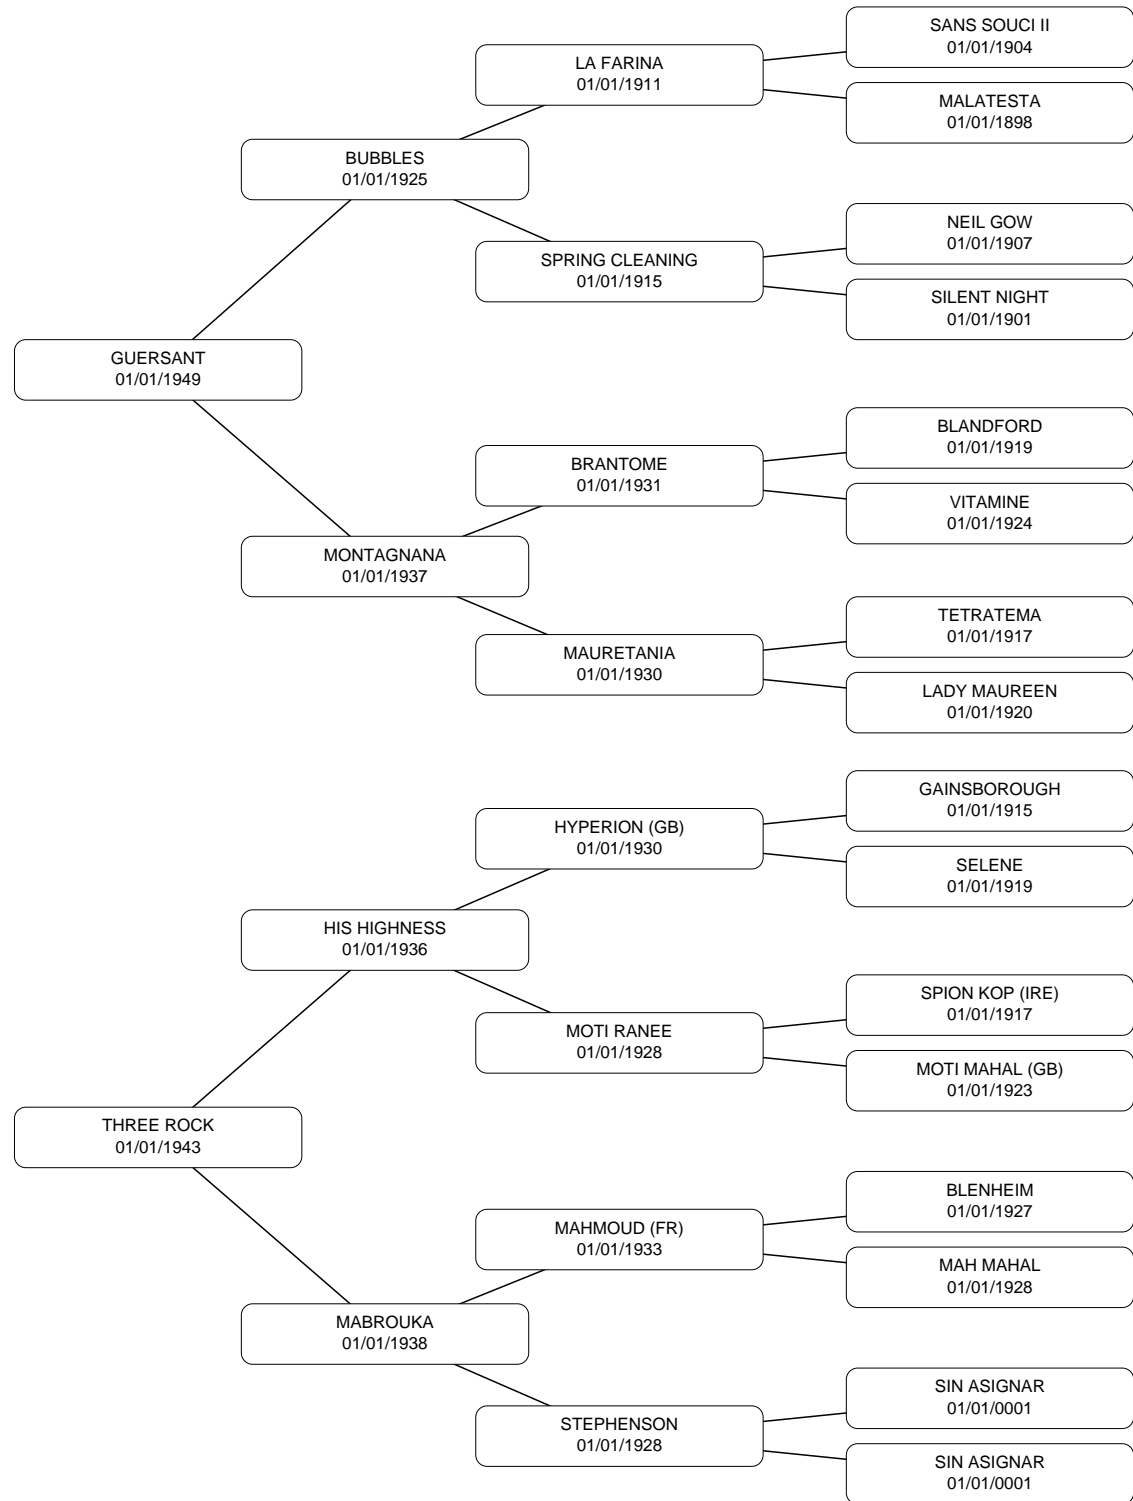 SANS SOUCI II
01/01/1904
LA FARINA
01/01/1911
MALATESTA
01/01/1898
BUBBLES
01/01/1925
NEIL GOW
01/01/1907
SPRING CLEANING
01/01/1915
SILENT NIGHT
01/01/1901
GUERSANT
01/01/1949
BLANDFORD
01/01/1919
BRANTOME
01/01/1931
VITAMINE
01/01/1924
MONTAGNANA
01/01/1937
TETRATEMA
01/01/1917
MAURETANIA
01/01/1930
LADY MAUREEN
01/01/1920
GAINSBOROUGH
01/01/1915
HYPERION (GB)
01/01/1930
SELENE
01/01/1919
HIS HIGHNESS
01/01/1936
SPION KOP (IRE)
01/01/1917
MOTI RANEE
01/01/1928
MOTI MAHAL (GB)
01/01/1923
THREE ROCK
01/01/1943
BLENHEIM
01/01/1927
MAHMOUD (FR)
01/01/1933
MAH MAHAL
01/01/1928
MABROUKA
01/01/1938
SIN ASIGNAR
01/01/0001
STEPHENSON
01/01/1928
SIN ASIGNAR
01/01/0001